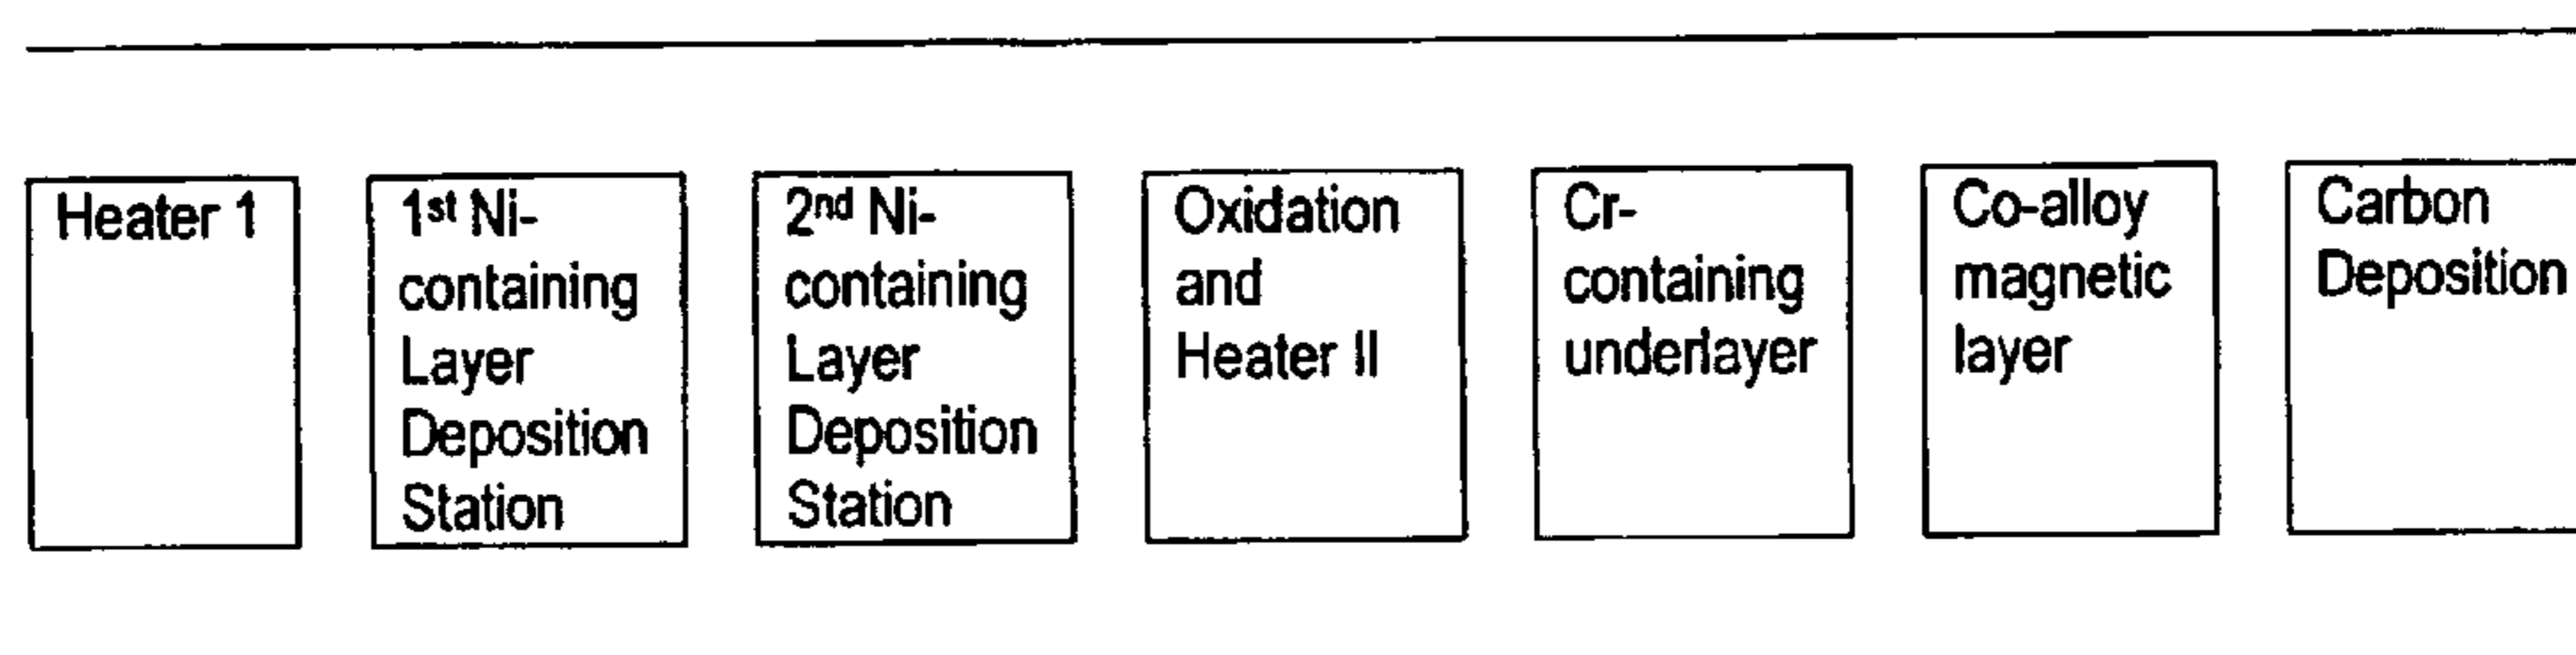 Heater 1
1st Ni-
containing
Layer
Deposition
Station
2nd Ni-
containing
Layer
Deposition
Station
Oxidation
and
Heater II
Cr-
containing
underlayer
Co-alloy
magnetic
layer
Carbon
Deposition